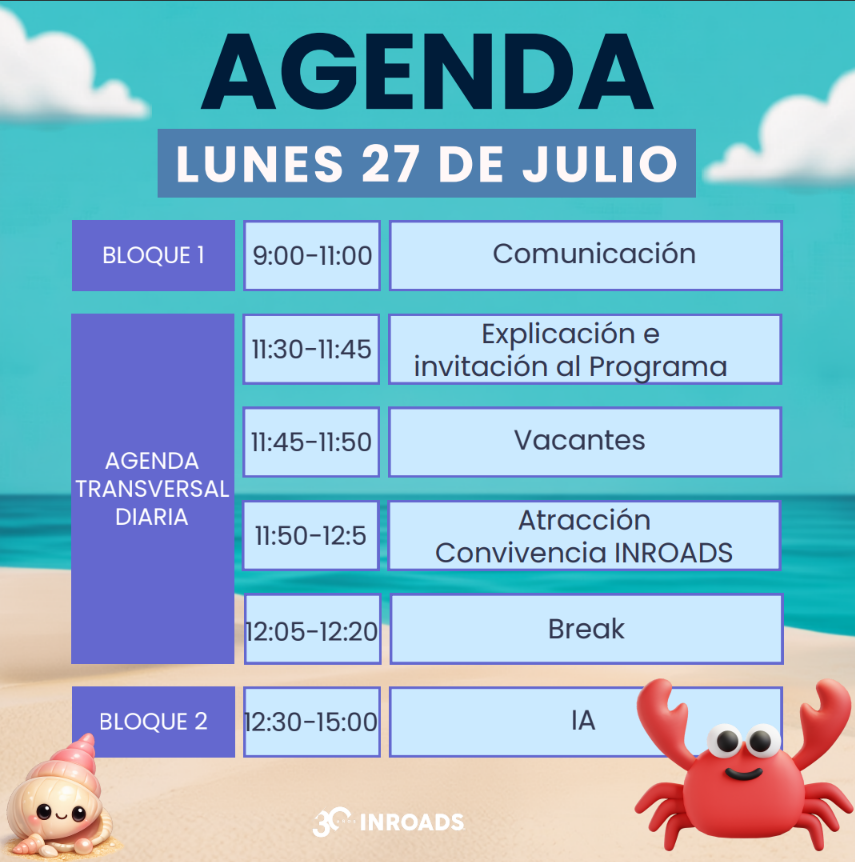 AGENDA
LUNES 27 DE JULIO
BLOQUE 1
9:00-11:00
Comunicación
AGENDA
TRANSVERSAL
DIARIA
11:30-11:45
Explicación e
invitación al Programa
11:45-11:50
Vacantes
11:50-12:5
Atracción
Convivencia INROADS
12:05-12:20
Break
BLOQUE 2
12:30-15:00
IA
30 INROADS